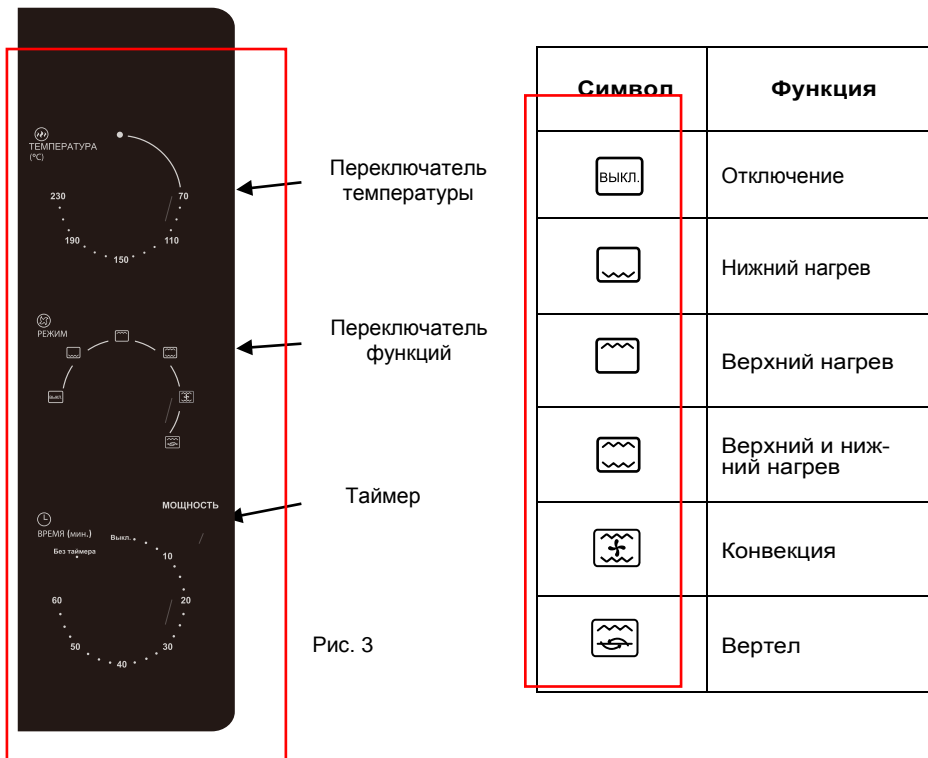 ТЕМПЕРАТУРА
(°C)
230
70
190
110
150
Переключатель
температуры
РЕЖИМ
выкл.
Переключатель
функций
Таймер
МОЩНОСТЬ
ВРЕМЯ (мин.)
Выкл.
Без таймера
10
60
20
50
30
40
Рис. 3
Символ
Функция
ВЫКЛ.
Отключение
Нижний нагрев
Верхний нагрев
Верхний и ниж-
ний нагрев
Конвекция
Вертел